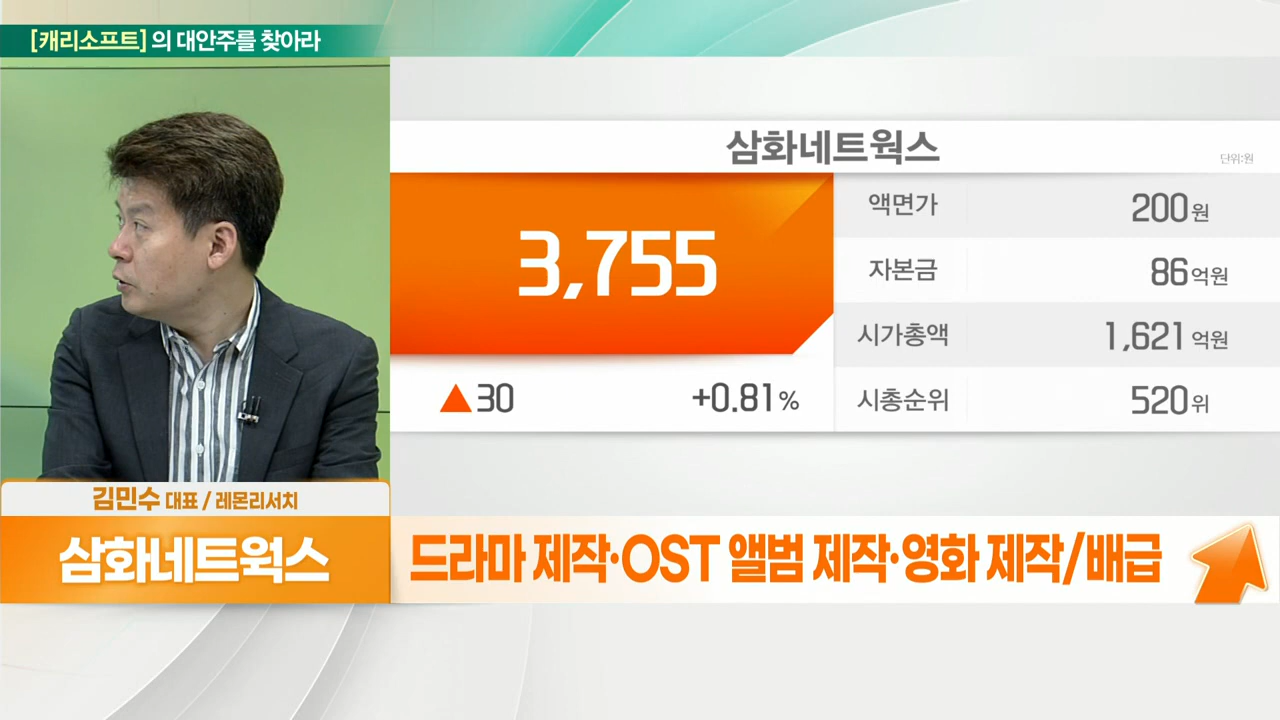 [캐리소프트]의 대안주를 찾아라
삼화네트웍스
단위:원
3,755
▲30 +0.81%
액면가 200원
자본금 86억원
시가총액 1,621억원
시총순위 520위
김민수 대표 / 레몬리서치
삼화네트웍스
드라마 제작·OST 앨범 제작·영화 제작/배급